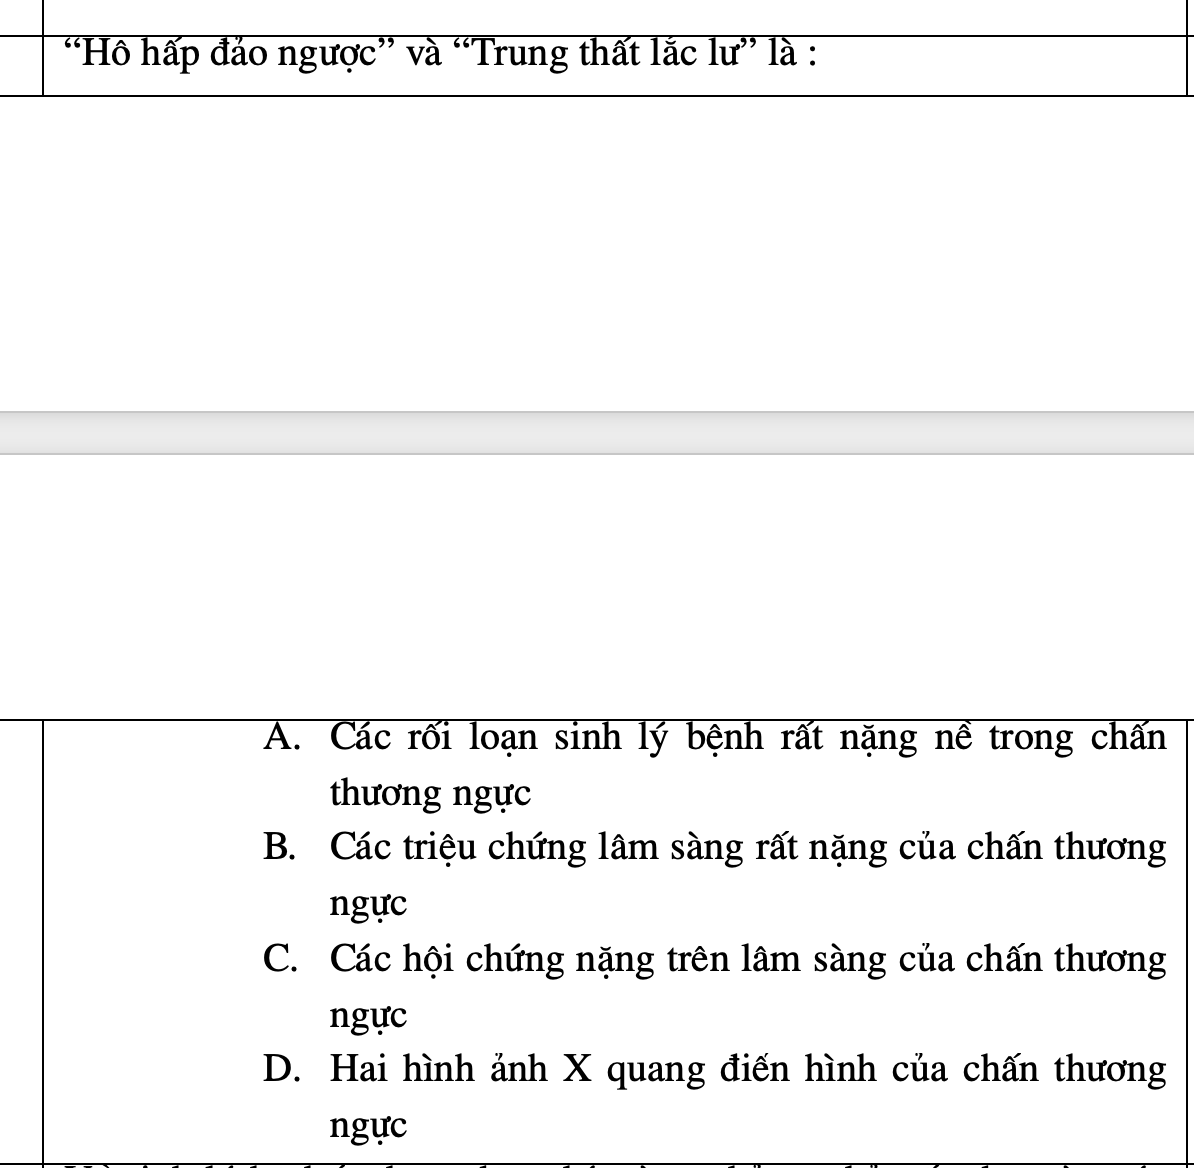 “Hô hấp đảo ngược” và “Trung thất lắc lư” là :
A. Các rối loạn sinh lý bệnh rất nặng nề trong chấn
thương ngực
B. Các triệu chứng lâm sàng rất nặng của chấn thương
ngực
C. Các hội chứng nặng trên lâm sàng của chấn thương
ngực
D. Hai hình ảnh X quang điến hình của chấn thương
ngực